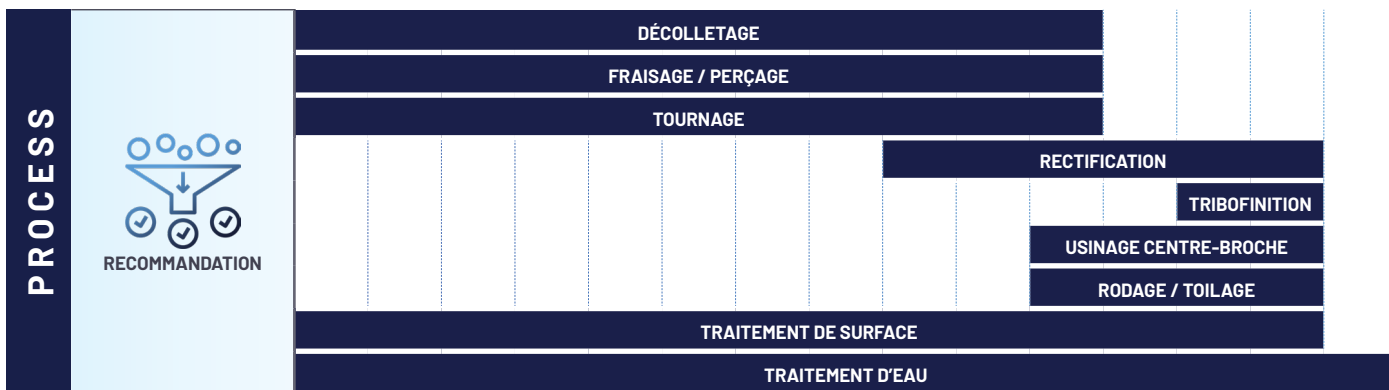 PROCESS
RECOMMANDATION
DÉCOLLETAGE
FRAISAGE / PERÇAGE
TOURNAGE
RECTIFICATION
TRIBOFINITION
USINAGE CENTRE-BROCHE
RODAGE / TOILAGE
TRAITEMENT DE SURFACE
TRAITEMENT D'EAU